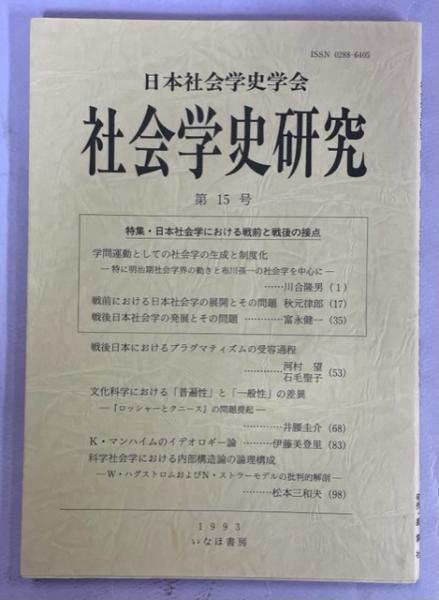 ISSN 0288-6405
日本社会学史学会
社会学史研究
第 15 号
特集・日本社会学における戦前と戦後の接点
学問運動としての社会学の生成と制度化
―特に明治期社会学界の動きと布川孫一の社会学を中心に―
……川合隆男（1）
戦前における日本社会学の展開とその問題 秋元律郎（17）
戦後日本社会学の発展とその問題 …………富永健一（35）
戦後日本におけるプラグマティズムの受容過程
………河村 望
石毛聖子（53）
文化科学における「普遍性」と「一般性」の差異
―『ロッシャーとクニース』の問題提起―
…………井腰圭介（68）
K・マンハイムのイデオロギー論 ………伊藤美登里（83）
科学社会学における内部構造論の論理構成
―W・ハグストロムおよびN・ストラーモデルの批判的解剖―
………松本三和夫（98）
1993
いなほ書房